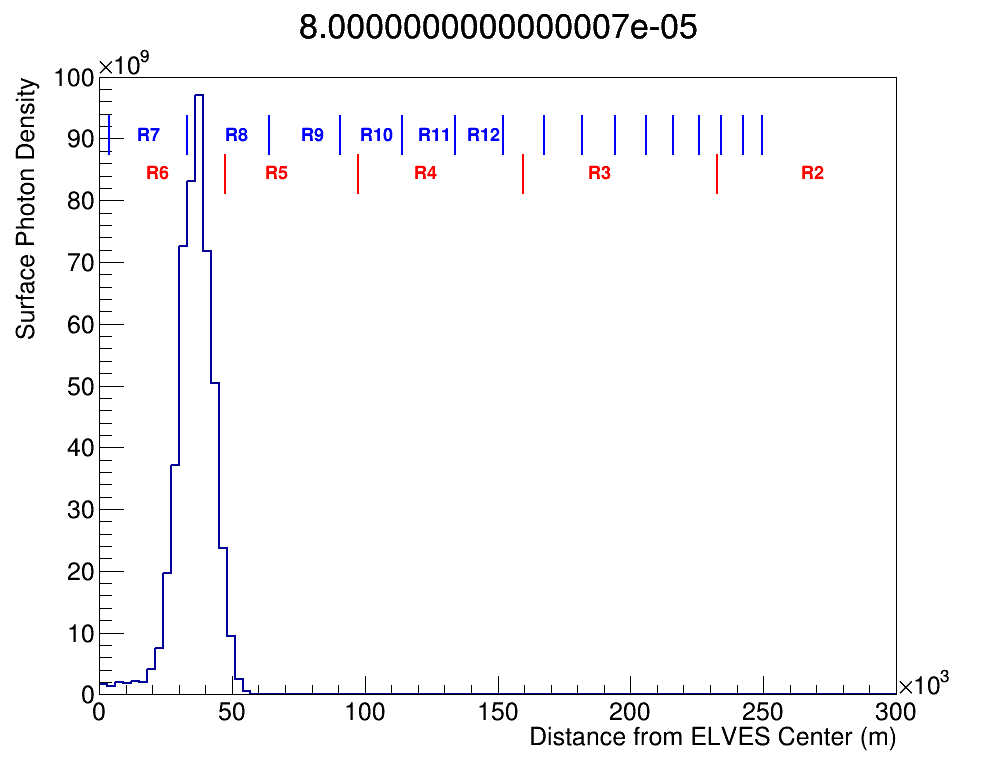 8.0000000000000007e-05
×10⁹
Surface Photon Density
100
90
80
70
60
50
40
30
20
10
0
R7 R8 R9 R10 R11 R12
R6 R5 R4 R3 R2
0 50 100 150 200 250 300
×10³
Distance from ELVES Center (m)